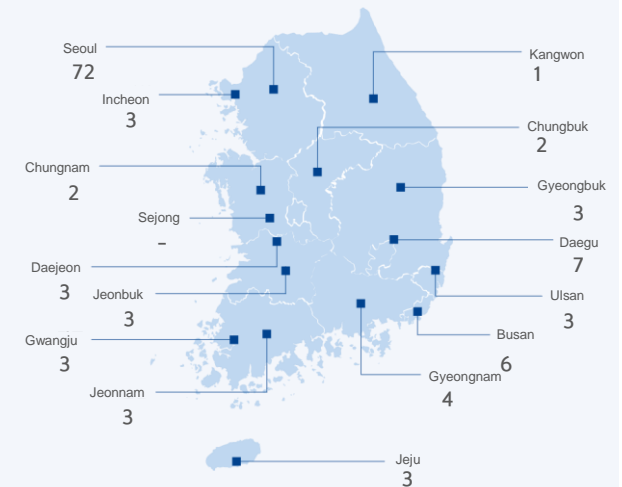 Seoul
72
Kangwon
1
Incheon
3
Chungbuk
2
Chungnam
2
Gyeongbuk
3
Sejong
-
Daegu
7
Daejeon
3
Jeonbuk
3
Ulsan
3
Gwangju
3
Busan
6
Gyeongnam
4
Jeonnam
3
Jeju
3